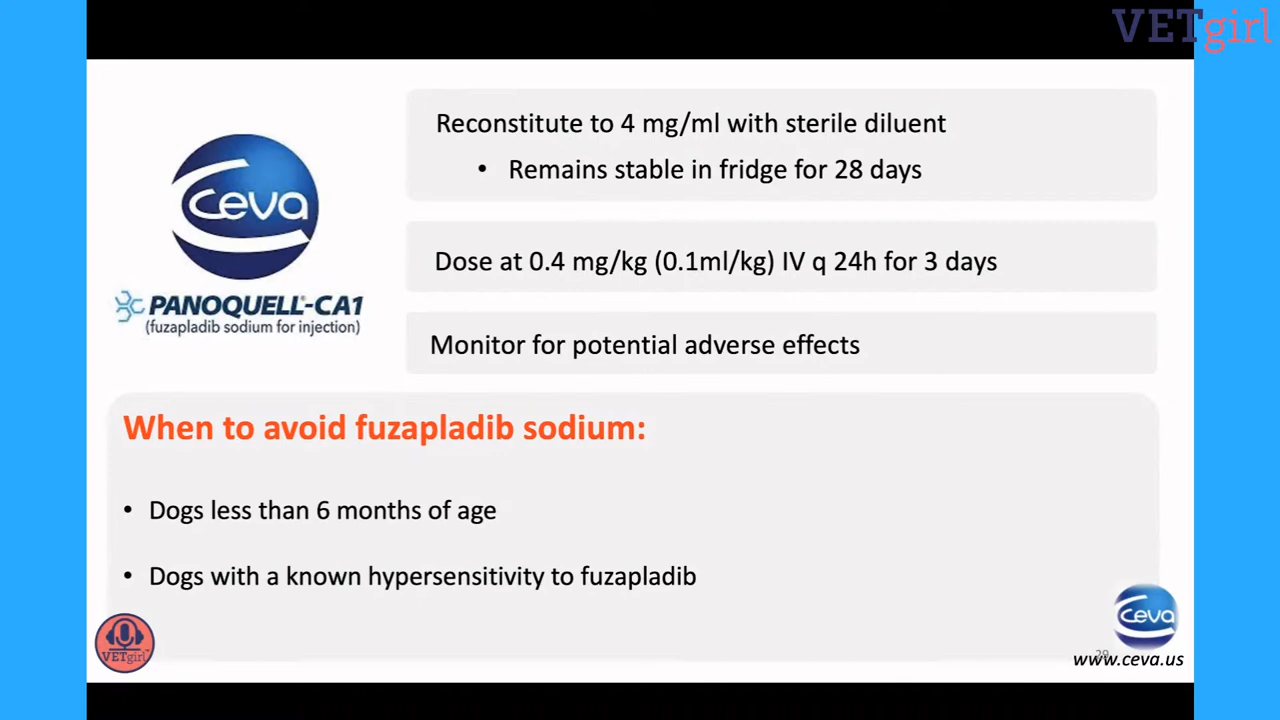 VETgirl
Reconstitute to 4 mg/ml with sterile diluent
• Remains stable in fridge for 28 days
Ceva
Dose at 0.4 mg/kg (0.1ml/kg) IV q 24h for 3 days
PANOQUELL®-CA1
(fuzapladib sodium for injection)
Monitor for potential adverse effects
When to avoid fuzapladib sodium:
• Dogs less than 6 months of age
• Dogs with a known hypersensitivity to fuzapladib
Ceva
VETgirl
29
www.ceva.us